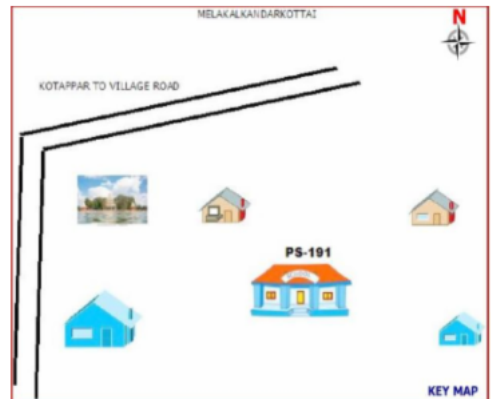 MELAKALKANDARKOTTAI
N
KOTAPPAR TO VILLAGE ROAD
PS-191
KEY MAP